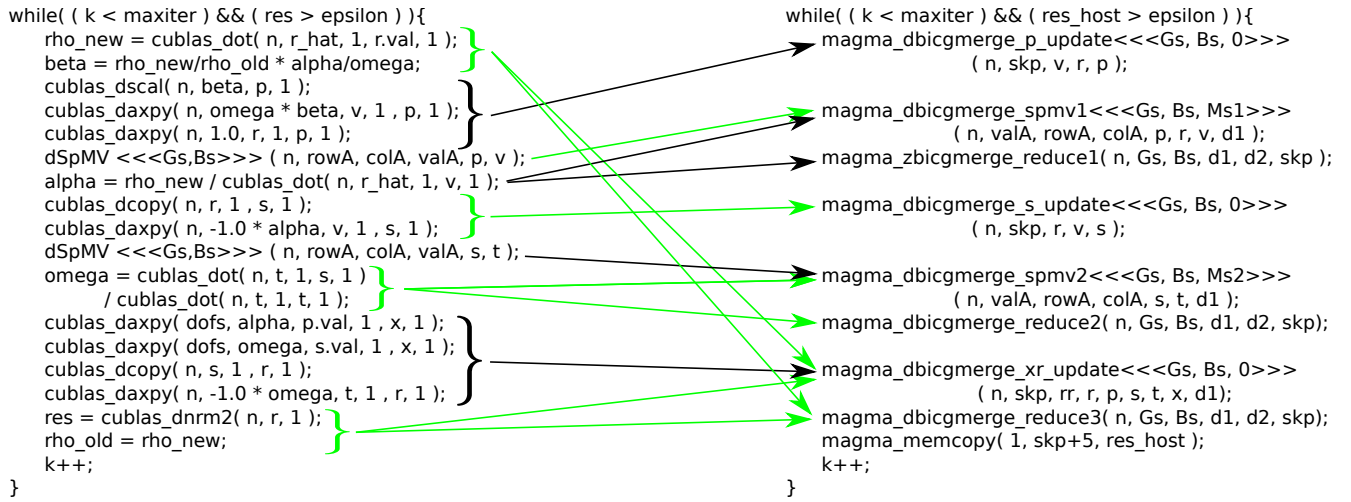 while( ( k < maxiter ) && ( res > epsilon ) ){
rho_new = cublas_dot( n, r_hat, 1, r.val, 1 );
beta = rho_new/rho_old * alpha/omega;
cublas_dscal( n, beta, p, 1 );
cublas_daxpy( n, omega * beta, v, 1 , p, 1 );
cublas_daxpy( n, 1.0, r, 1, p, 1 );
dSpMV <<<Gs,Bs>>> ( n, rowA, colA, valA, p, v );
alpha = rho_new / cublas_dot( n, r_hat, 1, v, 1 );
cublas_dcopy( n, r, 1 , s, 1 );
cublas_daxpy( n, -1.0 * alpha, v, 1 , s, 1 );
dSpMV <<<Gs,Bs>>> ( n, rowA, colA, valA, s, t );
omega = cublas_dot( n, t, 1, s, 1 )
/ cublas_dot( n, t, 1, t, 1 );
cublas_daxpy( dofs, alpha, p.val, 1 , x, 1 );
cublas_daxpy( dofs, omega, s.val, 1 , x, 1 );
cublas_dcopy( n, s, 1 , r, 1 );
cublas_daxpy( n, -1.0 * omega, t, 1 , r, 1 );
res = cublas_dnrm2( n, r, 1 );
rho_old = rho_new;
k++;
}
while( ( k < maxiter ) && ( res_host > epsilon ) ){
magma_dbicgmerge_p_update<<<Gs, Bs, 0>>>
( n, skp, v, r, p );
magma_dbicgmerge_spmv1<<<Gs, Bs, Ms1>>>
( n, valA, rowA, colA, p, r, v, d1 );
magma_zbicgmerge_reduce1( n, Gs, Bs, d1, d2, skp );
magma_dbicgmerge_s_update<<<Gs, Bs, 0>>>
( n, skp, r, v, s );
magma_dbicgmerge_spmv2<<<Gs, Bs, Ms2>>>
( n, valA, rowA, colA, s, t, d1 );
magma_dbicgmerge_reduce2( n, Gs, Bs, d1, d2, skp);
magma_dbicgmerge_xr_update<<<Gs, Bs, 0>>>
( n, skp, rr, r, p, s, t, x, d1);
magma_dbicgmerge_reduce3( n, Gs, Bs, d1, d2, skp);
magma_memcopy( 1, skp+5, res_host );
k++;
}